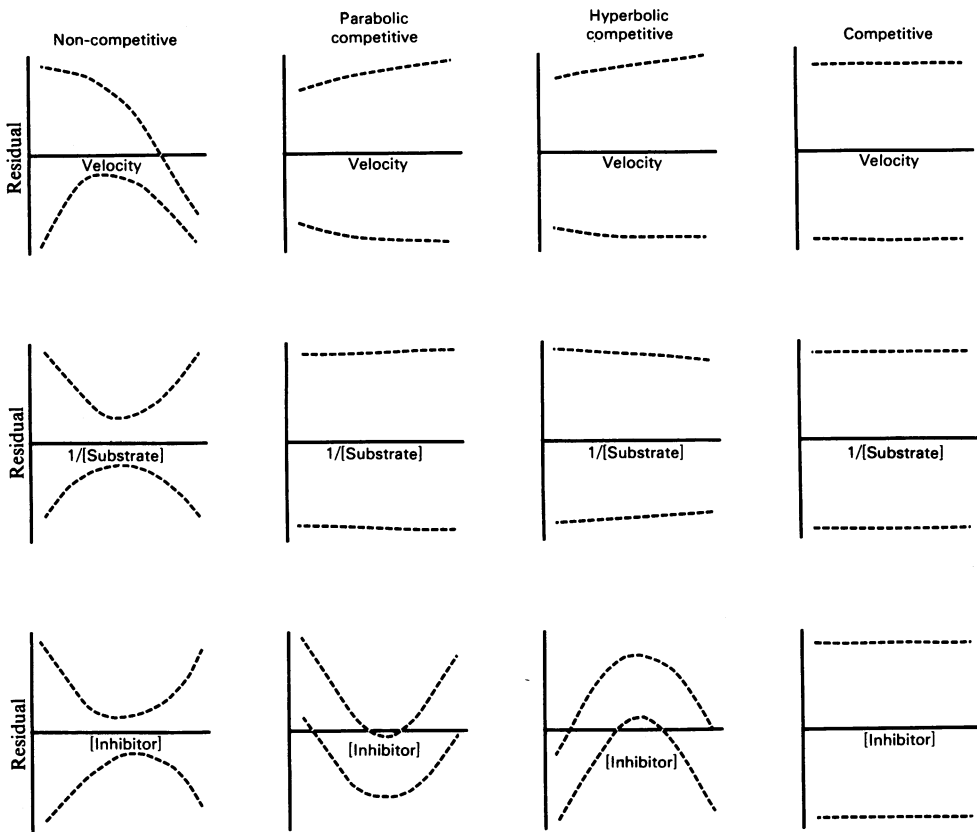 Non-competitive
Parabolic
competitive
Hyperbolic
competitive
Competitive
Residual
Velocity
Velocity
Velocity
Velocity
Residual
1/[Substrate]
1/[Substrate]
1/[Substrate]
1/[Substrate]
Residual
[Inhibitor]
[Inhibitor]
[Inhibitor]
[Inhibitor]